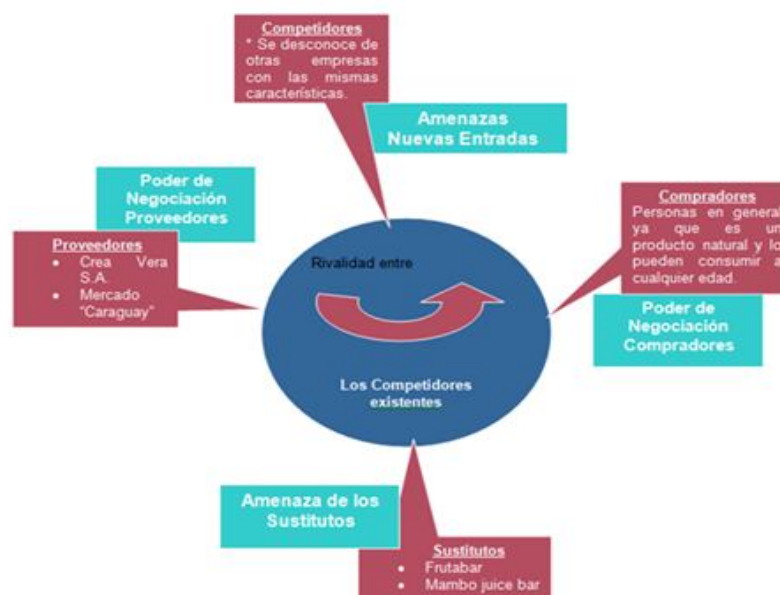 Competidores
* Se desconoce de
otras empresas
con las mismas
características.
Amenazas
Nuevas Entradas
Poder de
Negociación
Proveedores
Proveedores
• Crea Vera
S.A.
• Mercado
“Caraguay”
Compradores
Personas en general
ya que es un
producto natural y lo
pueden consumir a
cualquier edad.
Poder de
Negociación
Compradores
Rivalidad entre
Los Competidores
existentes
Amenaza de los
Sustitutos
Sustitutos
• Frutabar
• Mambo juice bar